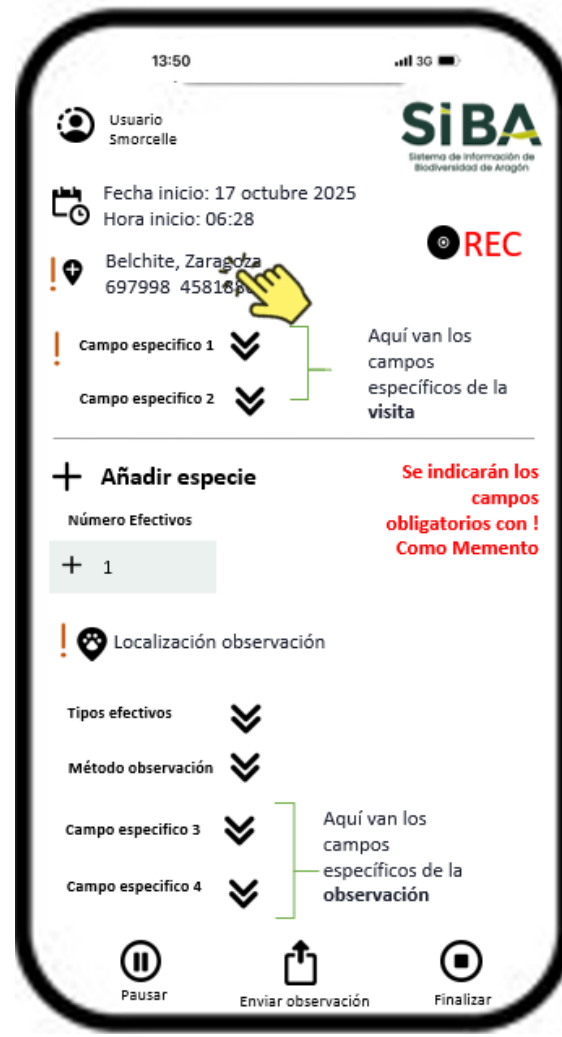 13:50
3G
Usuario
Smorcelle
SiBA
Sistema de Información de
Biodiversidad de Aragón
Fecha inicio: 17 octubre 2025
Hora inicio: 06:28
REC
! Belchite, Zaragoza
697998
! Campo especifico 1
Campo especifico 2
Aquí van los
campos
específicos de la
visita
+ Añadir especie
Número Efectivos
+ 1
Se indicarán los
campos
obligatorios con !
Como Memento
! Localización observación
Tipos efectivos
Método observación
Campo especifico 3
Campo especifico 4
Aquí van los
campos
específicos de la
observación
Pausar
Enviar observación
Finalizar